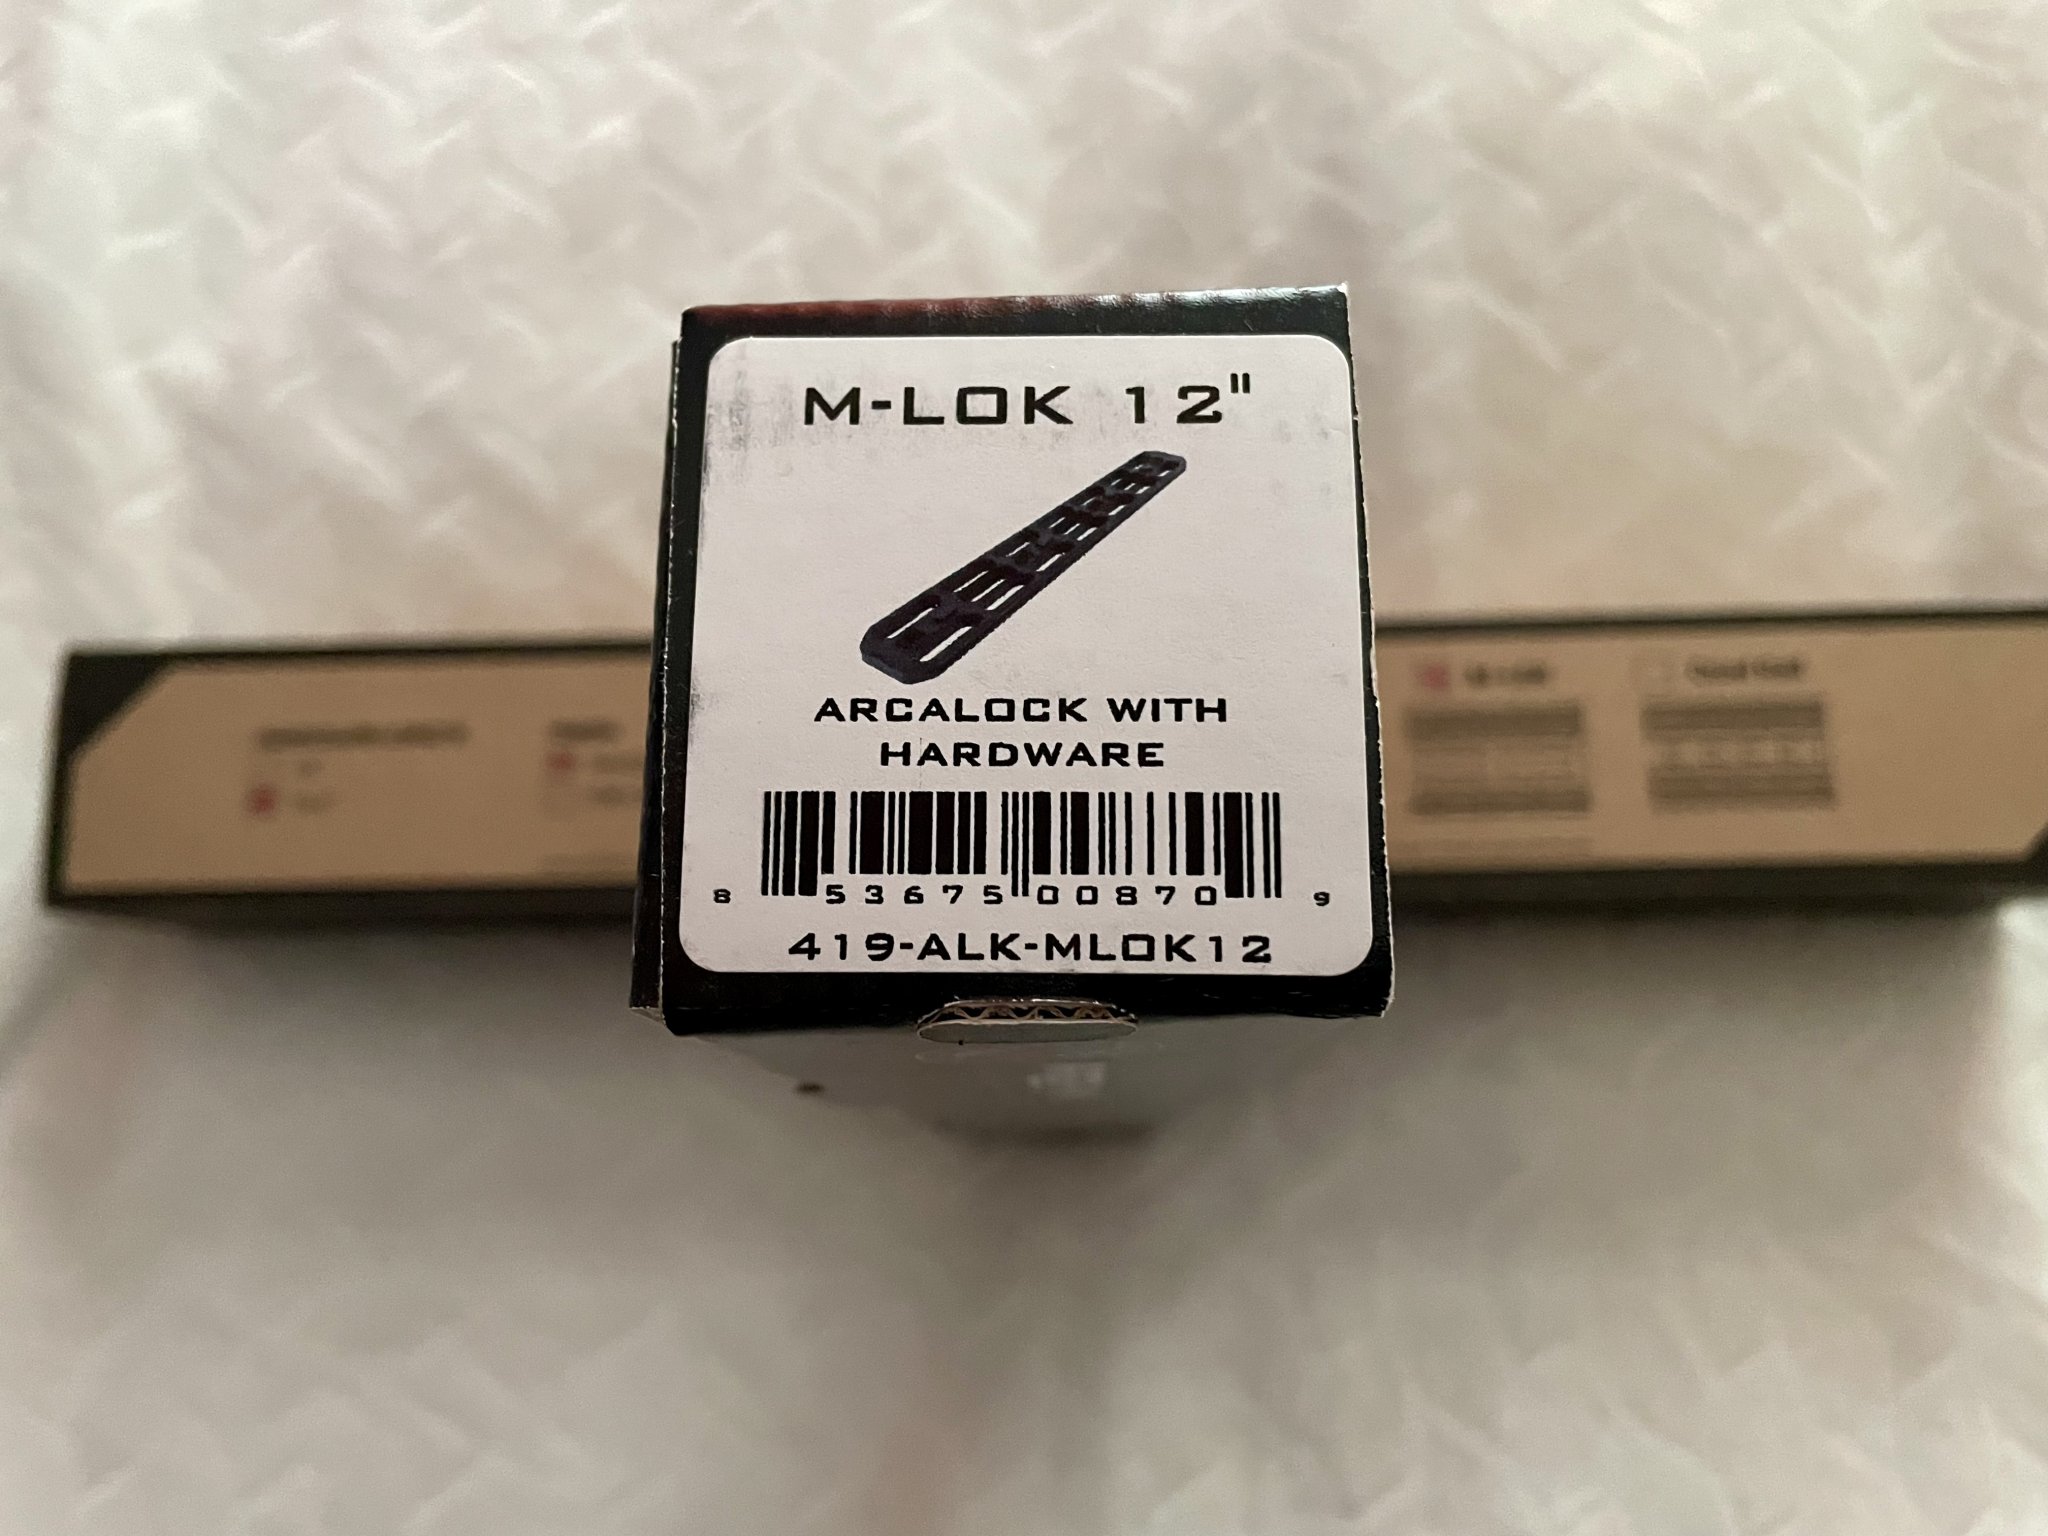 M-LOK 12"
ARCALOCK WITH
HARDWARE
8 53675 00870 9
419-ALK-MLOK12